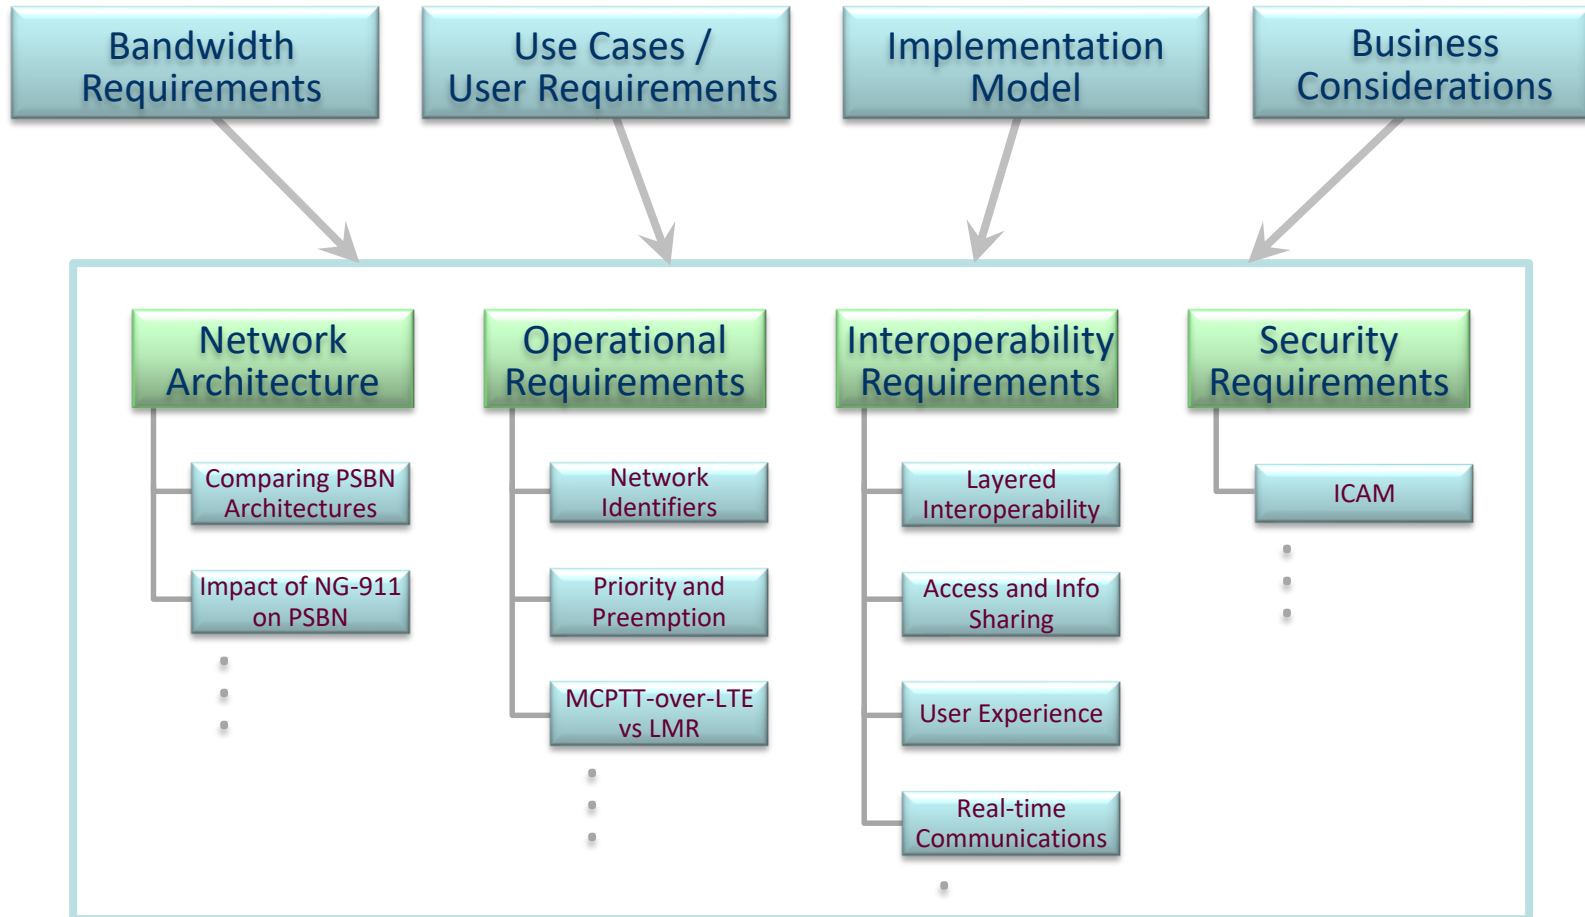 Bandwidth
Requirements
Use Cases /
User Requirements
Implementation
Model
Business
Considerations
Network
Architecture
Comparing PSBN
Architectures
Impact of NG-911
on PSBN
Operational
Requirements
Network
Identifiers
Priority and
Preemption
MCPTT-over-LTE
vs LMR
Interoperability
Requirements
Layered
Interoperability
Access and Info
Sharing
User Experience
Real-time
Communications
Security
Requirements
ICAM